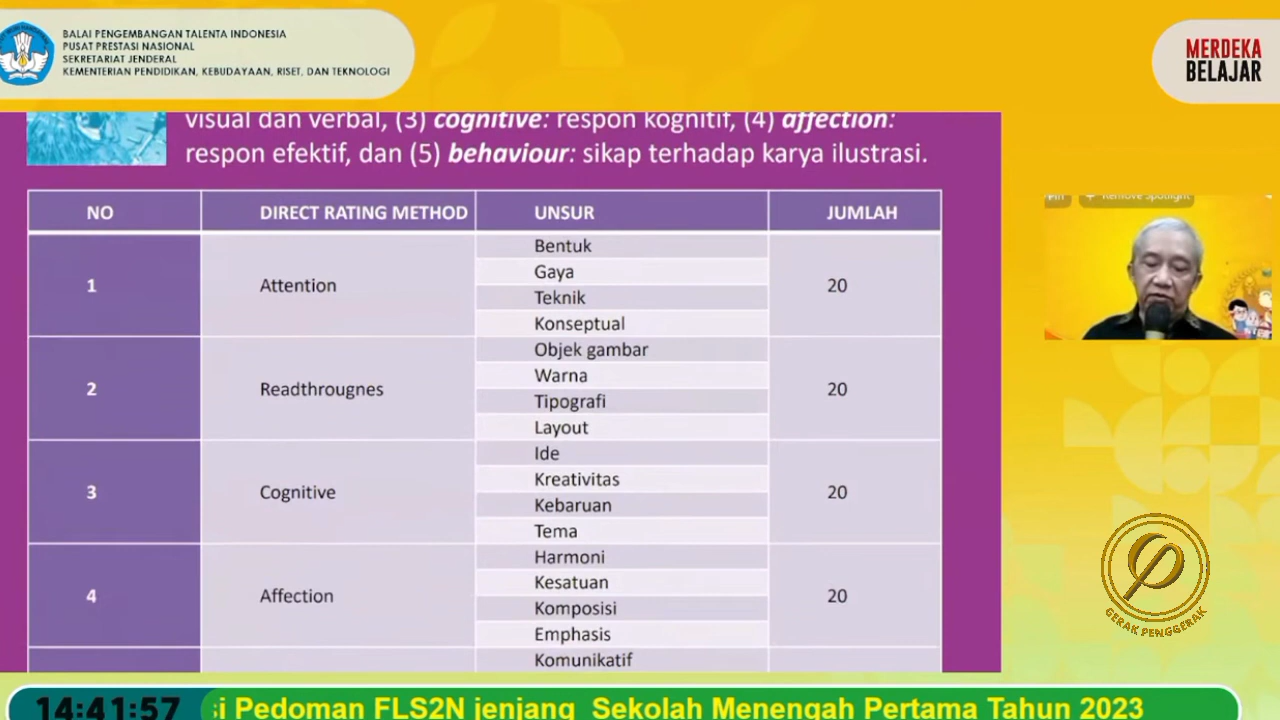 BALAI PENGEMBANGAN TALENTA INDONESIA
PUSAT PRESTASI NASIONAL
SEKRETARIAT JENDERAL
KEMENTERIAN PENDIDIKAN, KEBUDAYAAN, RISET, DAN TEKNOLOGI
MERDEKA
BELAJAR
visual dan verbal, (3) cognitive: respon kognitif, (4) affection:
respon efektif, dan (5) behaviour: sikap terhadap karya ilustrasi.
NO DIRECT RATING METHOD UNSUR JUMLAH
1 Attention 20
Bentuk
Gaya
Teknik
Konseptual
2 Readthrougnes 20
Objek gambar
Warna
Tipografi
Layout
3 Cognitive 20
Ide
Kreativitas
Kebaruan
Tema
4 Affection 20
Harmoni
Kesatuan
Komposisi
Emphasis
Komunikatif
Remove Spotlight
GERAK PENGGERAK
14:41:57
Pedoman FLS2N jenjang Sekolah Menengah Pertama Tahun 2023